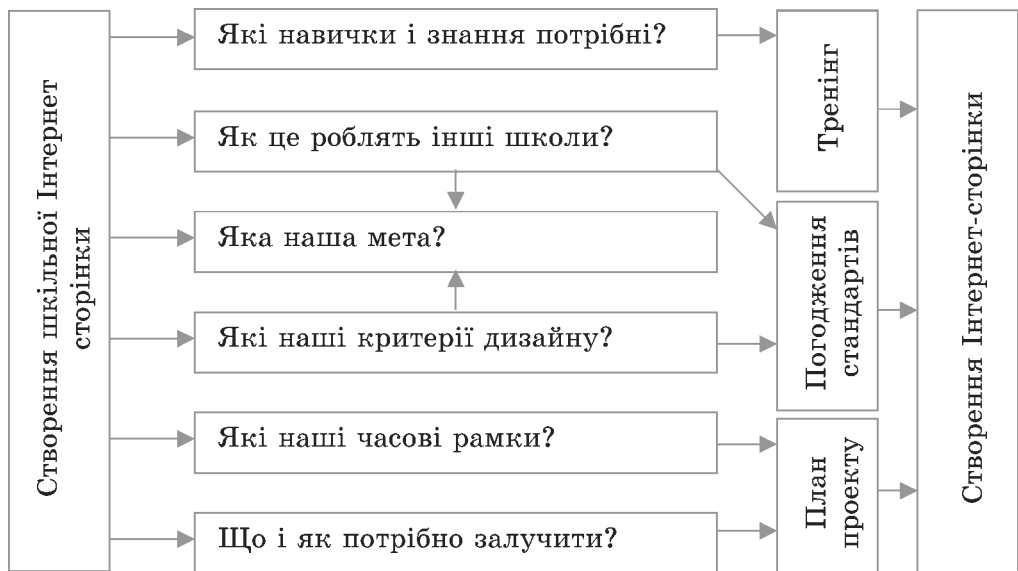 Створення шкільної Інтернет
сторінки
Які навички і знання потрібні?
Як це роблять інші школи?
Яка наша мета?
Які наші критерії дизайну?
Які наші часові рамки?
Що і як потрібно залучити?
Тренінг
Погодження
стандартів
План
проекту
Створення Інтернет-сторінки